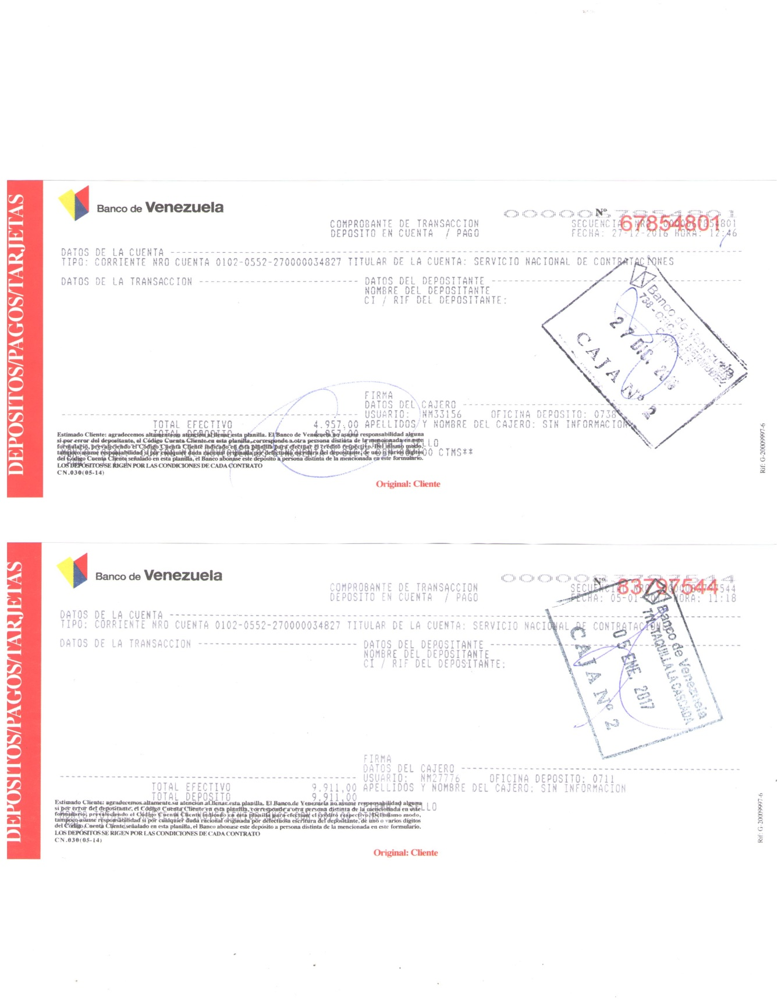 DEPOSITOS/PAGOS/TARJETAS
Banco de Venezuela
Nº 67854801
COMPROBANTE DE TRANSACCION
DEPOSITO EN CUENTA / PAGO
SECUENCIAL NRO 0000067854801
FECHA: 27-12-2016 HORA: 12:46
DATOS DE LA CUENTA
TIPO: CORRIENTE NRO CUENTA 0102-0552-270000034827 TITULAR DE LA CUENTA: SERVICIO NACIONAL DE CONTRATACIONES
DATOS DE LA TRANSACCION
DATOS DEL DEPOSITANTE
NOMBRE DEL DEPOSITANTE
CI / RIF DEL DEPOSITANTE:
Banco de Venezuela
27 DIC. 2016
CAJA Nº 2
FIRMA
DATOS DEL CAJERO
USUARIO: NM33156 OFICINA DEPOSITO: 0738
TOTAL EFECTIVO 4.957,00 APELLIDOS Y NOMBRE DEL CAJERO: SIN INFORMACION
TOTAL DEPOSITO
Estimado Cliente: agradecemos altamente su atención al llenar esta planilla. El Banco de Venezuela no asume responsabilidad alguna
si por error del depositante, el Código Cuenta Cliente en esta planilla, corresponde a otra persona distinta de la mencionada en este
formulario, prevaleciendo el Código Cuenta Cliente indicado en esta planilla para efectuar el crédito respectivo. Del mismo modo,
tampoco asume responsabilidad si por cualquier duda racional originada por defectuosa escritura del depositante, de uno o varios dígitos
del Código Cuenta Cliente señalado en esta planilla, el Banco abonase este depósito a persona distinta de la mencionada en este formulario.
LOS DEPÓSITOS SE RIGEN POR LAS CONDICIONES DE CADA CONTRATO
CN.030(05-14)
Original: Cliente
Rif: G-20009997-6
DEPOSITOS/PAGOS/TARJETAS
Banco de Venezuela
Nº 83797544
COMPROBANTE DE TRANSACCION
DEPOSITO EN CUENTA / PAGO
SECUENCIAL NRO 0000083797544
FECHA: 05-01-2017 HORA: 11:18
DATOS DE LA CUENTA
TIPO: CORRIENTE NRO CUENTA 0102-0552-270000034827 TITULAR DE LA CUENTA: SERVICIO NACIONAL DE CONTRATACIONES
DATOS DE LA TRANSACCION
DATOS DEL DEPOSITANTE
NOMBRE DEL DEPOSITANTE
CI / RIF DEL DEPOSITANTE:
Banco de Venezuela
711-TAQUILLA LA CASCADA
05 ENE. 2017
CAJA Nº 2
FIRMA
DATOS DEL CAJERO
USUARIO: NM27776 OFICINA DEPOSITO: 0711
TOTAL EFECTIVO 9.911,00 APELLIDOS Y NOMBRE DEL CAJERO: SIN INFORMACION
TOTAL DEPOSITO 9.911,00
Estimado Cliente: agradecemos altamente su atención al llenar esta planilla. El Banco de Venezuela no asume responsabilidad alguna
si por error del depositante, el Código Cuenta Cliente en esta planilla, corresponde a otra persona distinta de la mencionada en este
formulario, prevaleciendo el Código Cuenta Cliente indicado en esta planilla para efectuar el crédito respectivo. Del mismo modo,
tampoco asume responsabilidad si por cualquier duda racional originada por defectuosa escritura del depositante, de uno o varios dígitos
del Código Cuenta Cliente señalado en esta planilla, el Banco abonase este depósito a persona distinta de la mencionada en este formulario.
LOS DEPÓSITOS SE RIGEN POR LAS CONDICIONES DE CADA CONTRATO
CN.030(05-14)
Original: Cliente
Rif: G-20009997-6